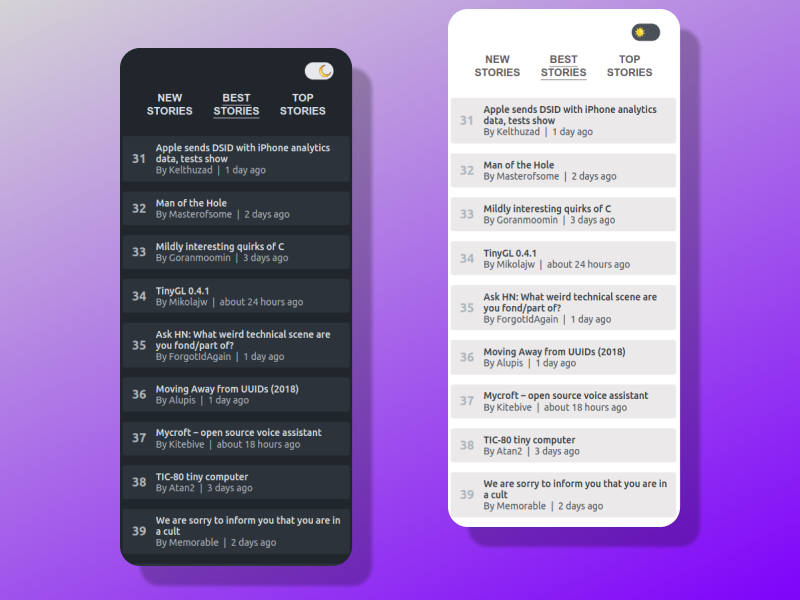 NEW
STORIES
BEST
STORIES
TOP
STORIES
31
Apple sends DSID with iPhone analytics
data, tests show
By Kelthuzad | 1 day ago
32
Man of the Hole
By Masterofsome | 2 days ago
33
Mildly interesting quirks of C
By Goranmoomin | 3 days ago
34
TinyGL 0.4.1
By Mikolajw | about 24 hours ago
35
Ask HN: What weird technical scene are
you fond/part of?
By ForgotIdAgain | 1 day ago
36
Moving Away from UUIDs (2018)
By Alupis | 1 day ago
37
Mycroft – open source voice assistant
By Kitebive | about 18 hours ago
38
TIC-80 tiny computer
By Atan2 | 3 days ago
39
We are sorry to inform you that you are in
a cult
By Memorable | 2 days ago
NEW
STORIES
BEST
STORIES
TOP
STORIES
31
Apple sends DSID with iPhone analytics
data, tests show
By Kelthuzad | 1 day ago
32
Man of the Hole
By Masterofsome | 2 days ago
33
Mildly interesting quirks of C
By Goranmoomin | 3 days ago
34
TinyGL 0.4.1
By Mikolajw | about 24 hours ago
35
Ask HN: What weird technical scene are
you fond/part of?
By ForgotIdAgain | 1 day ago
36
Moving Away from UUIDs (2018)
By Alupis | 1 day ago
37
Mycroft – open source voice assistant
By Kitebive | about 18 hours ago
38
TIC-80 tiny computer
By Atan2 | 3 days ago
39
We are sorry to inform you that you are in
a cult
By Memorable | 2 days ago